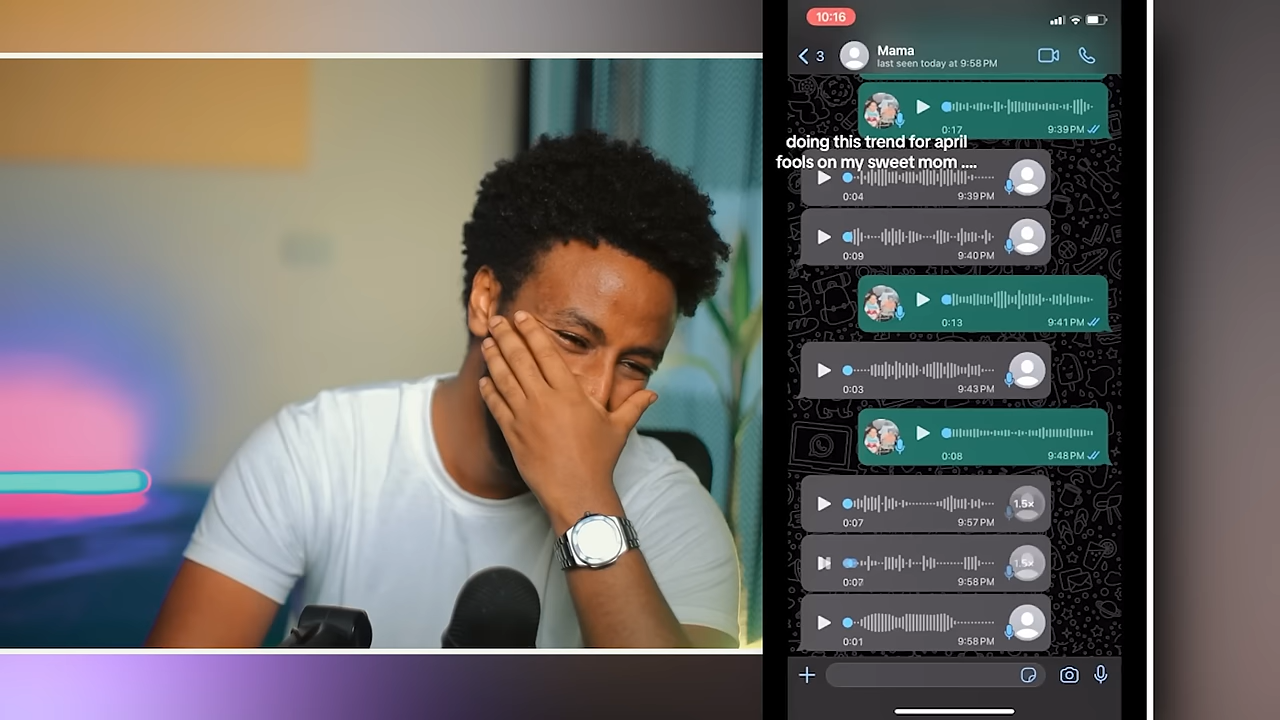 10:16
3
Mama
last seen today at 9:58 PM
0:17
9:39 PM
doing this trend for april
fools on my sweet mom ....
0:04
9:39 PM
0:09
9:40 PM
0:13
9:41 PM
0:03
9:43 PM
0:08
9:48 PM
1.5×
0:07
9:57 PM
1.5×
0:07
9:58 PM
0:01
9:58 PM